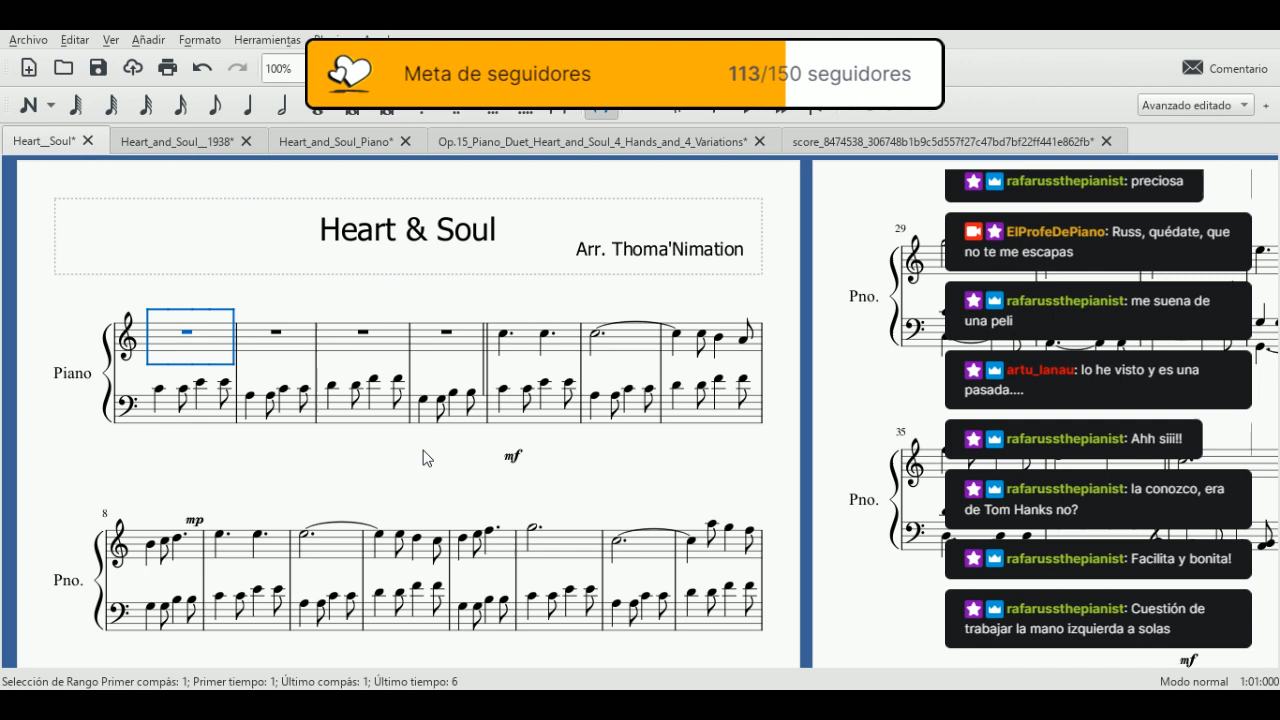 Archivo Editar Ver Añadir Formato Herramientas
Meta de seguidores 113/150 seguidores
100%
Comentario
Avanzado editado
Heart__Soul* Heart_and_Soul__1938* Heart_and_Soul_Piano* Op.15_Piano_Duet_Heart_and_Soul_4_Hands_and_4_Variations* score_8474538_306748b1b9c5d557f27c47bd7bf22ff441e862fb*
Heart & Soul
Arr. Thoma'Nimation
Piano
mf
8
mp
Pno.
29
Pno.
35
Pno.
mf
rafarussthepianist: preciosa
ElProfeDePiano: Russ, quédate, que
no te me escapas
rafarussthepianist: me suena de
una peli
artu_lanau: lo he visto y es una
pasada....
rafarussthepianist: Ahh siii!!
rafarussthepianist: la conozco, era
de Tom Hanks no?
rafarussthepianist: Facilita y bonita!
rafarussthepianist: Cuestión de
trabajar la mano izquierda a solas
Selección de Rango Primer compás: 1; Primer tiempo: 1; Último compás: 1; Último tiempo: 6
Modo normal 1:01:000